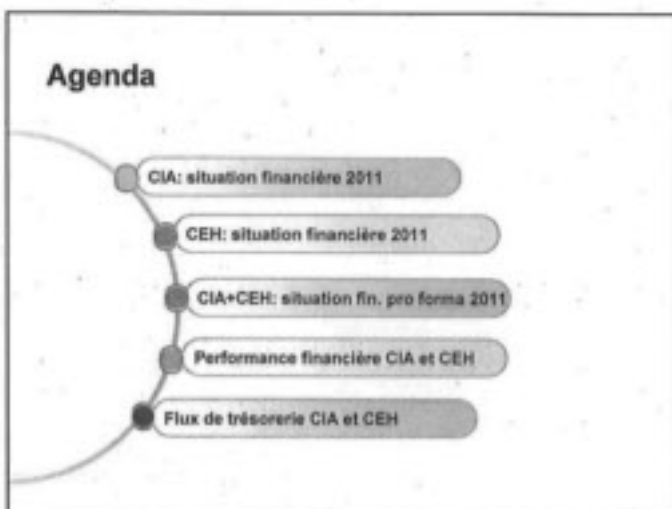 Agenda
CIA: situation financière 2011
CEH: situation financière 2011
CIA+CEH: situation fin. pro forma 2011
Performance financière CIA et CEH
Flux de trésorerie CIA et CEH